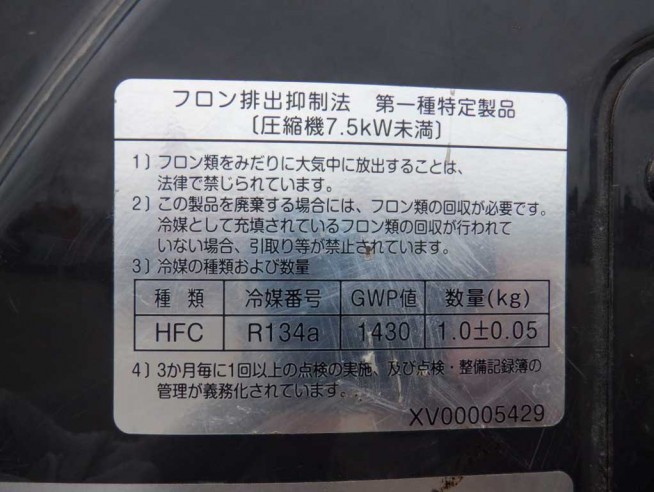 フロン排出抑制法　第一種特定製品
〔圧縮機7.5kW未満〕
1〕フロン類をみだりに大気中に放出することは、
法律で禁じられています。
2〕この製品を廃棄する場合には、フロン類の回収が必要です。
冷媒として充填されているフロン類の回収が行われて
いない場合、引取り等が禁止されています。
3〕冷媒の種類および数量
種 類 冷媒番号 GWP値 数量(kg)
HFC R134a 1430 1.0±0.05
4〕3か月毎に1回以上の点検の実施、及び点検・整備記録簿の
管理が義務化されています。
XV00005429